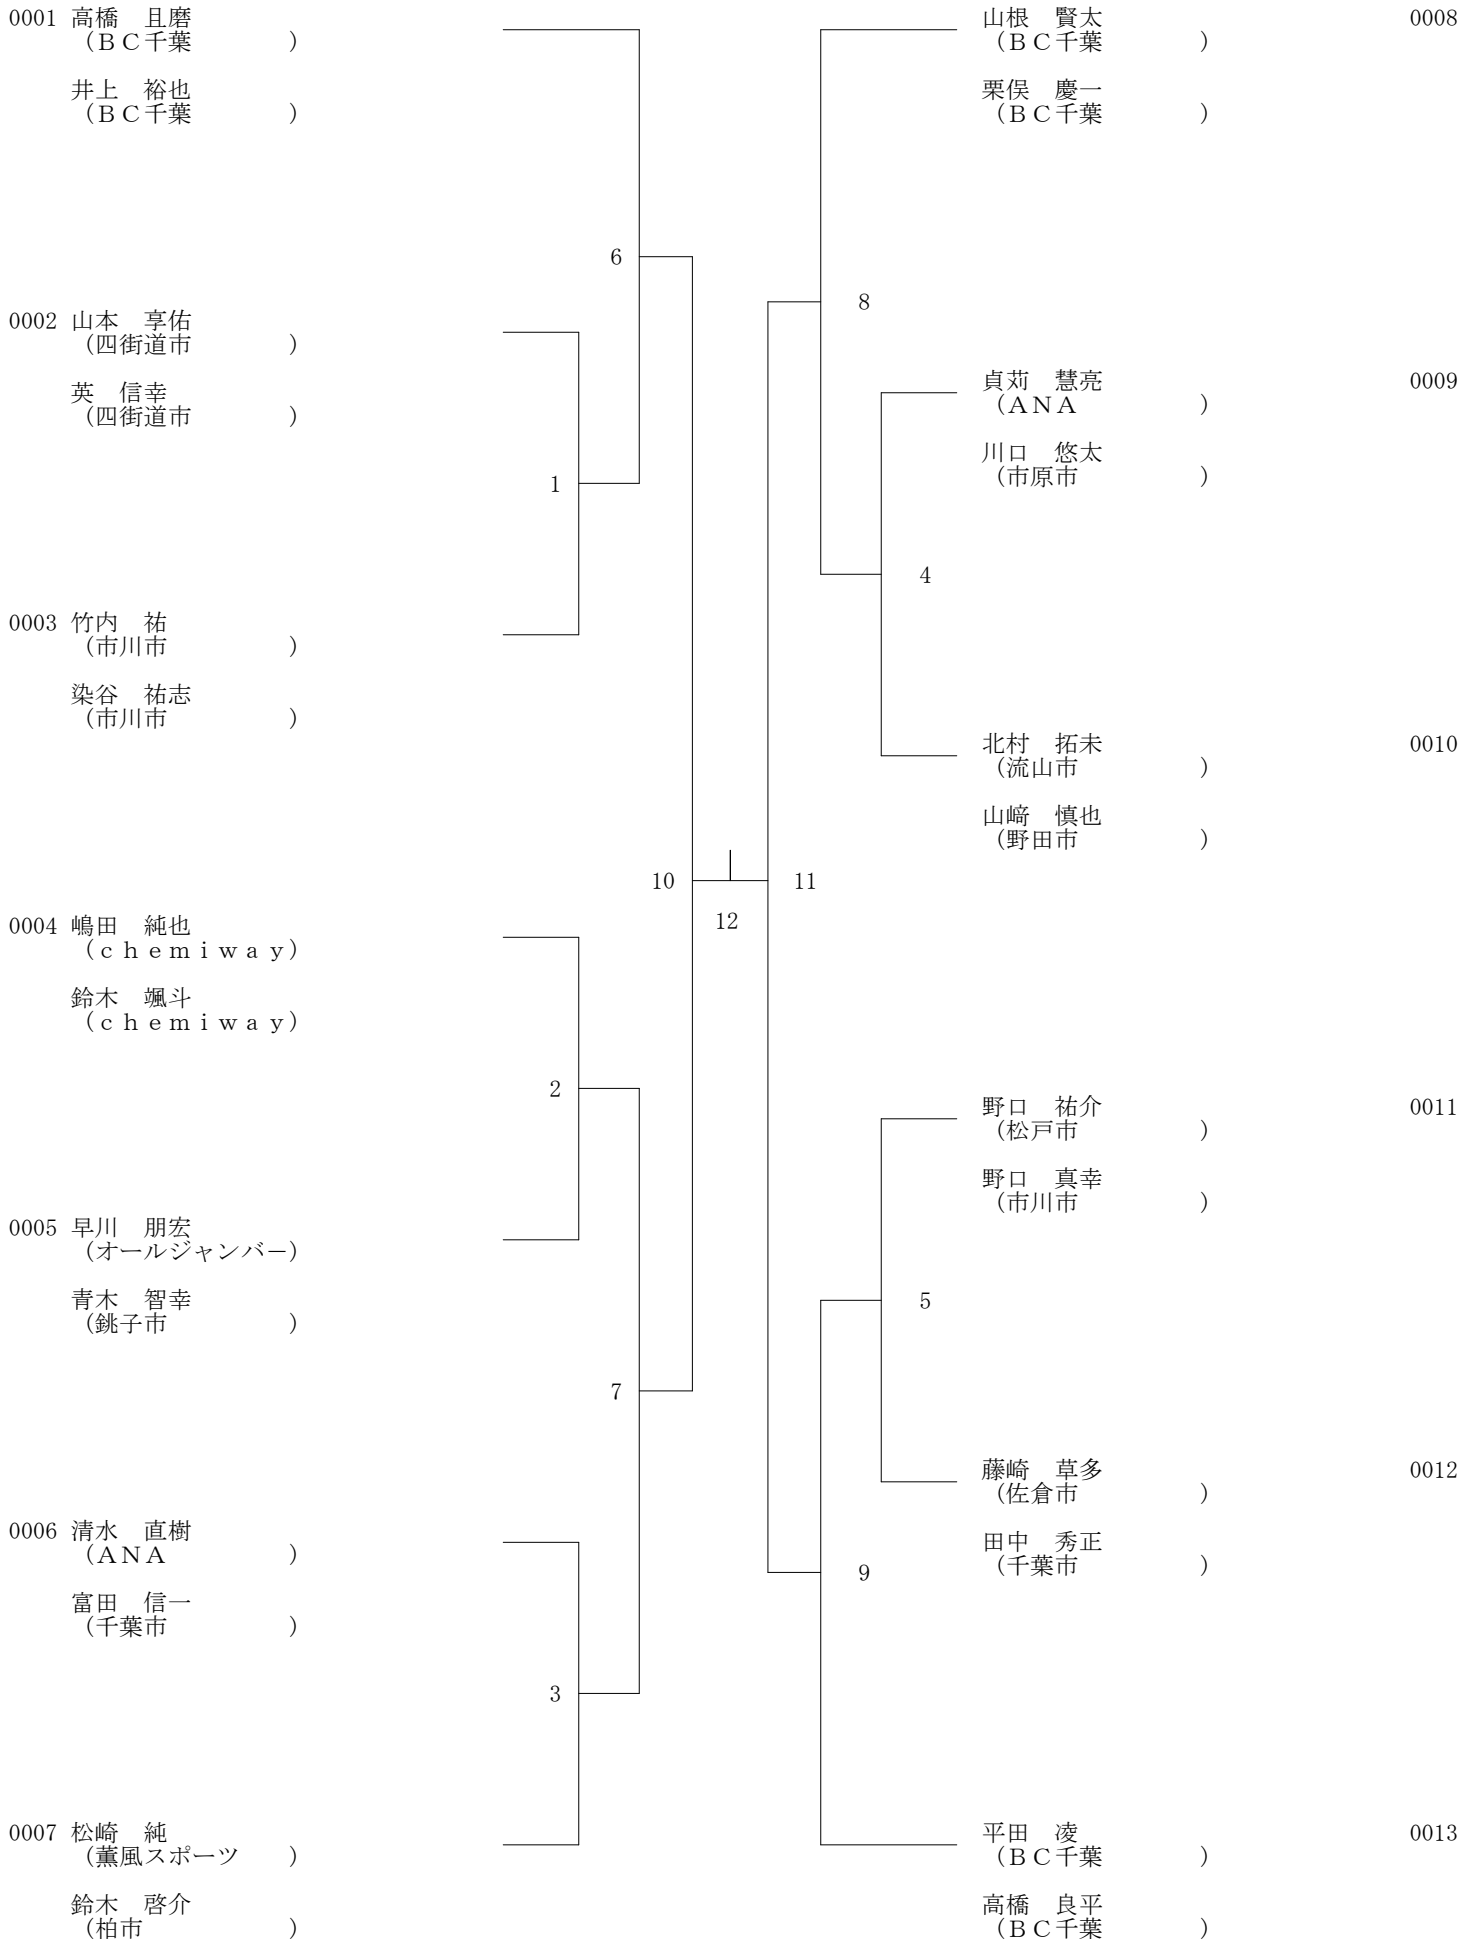 0001 高橋　且磨
（ＢＣ千葉　　　　）
井上　裕也
（ＢＣ千葉　　　　）
6
0002 山本　享佑
（四街道市　　　　）
英　信幸
（四街道市　　　　）
1
0003 竹内　祐
（市川市　　　　　）
染谷　祐志
（市川市　　　　　）
10
0004 嶋田　純也
（ｃｈｅｍｉｗａｙ）
鈴木　颯斗
（ｃｈｅｍｉｗａｙ）
2
0005 早川　朋宏
（オールジャンバー）
青木　智幸
（銚子市　　　　　）
7
0006 清水　直樹
（ＡＮＡ　　　　　）
富田　信一
（千葉市　　　　　）
3
0007 松崎　純
（薫風スポーツ　　）
鈴木　啓介
（柏市　　　　　　）
12
山根　賢太 0008
（ＢＣ千葉　　　　）
栗俣　慶一
（ＢＣ千葉　　　　）
8
貞苅　慧亮 0009
（ＡＮＡ　　　　　）
川口　悠太
（市原市　　　　　）
4
北村　拓未 0010
（流山市　　　　　）
山﨑　慎也
（野田市　　　　　）
11
野口　祐介 0011
（松戸市　　　　　）
野口　真幸
（市川市　　　　　）
5
藤崎　草多 0012
（佐倉市　　　　　）
田中　秀正
（千葉市　　　　　）
9
平田　凌 0013
（ＢＣ千葉　　　　）
高橋　良平
（ＢＣ千葉　　　　）